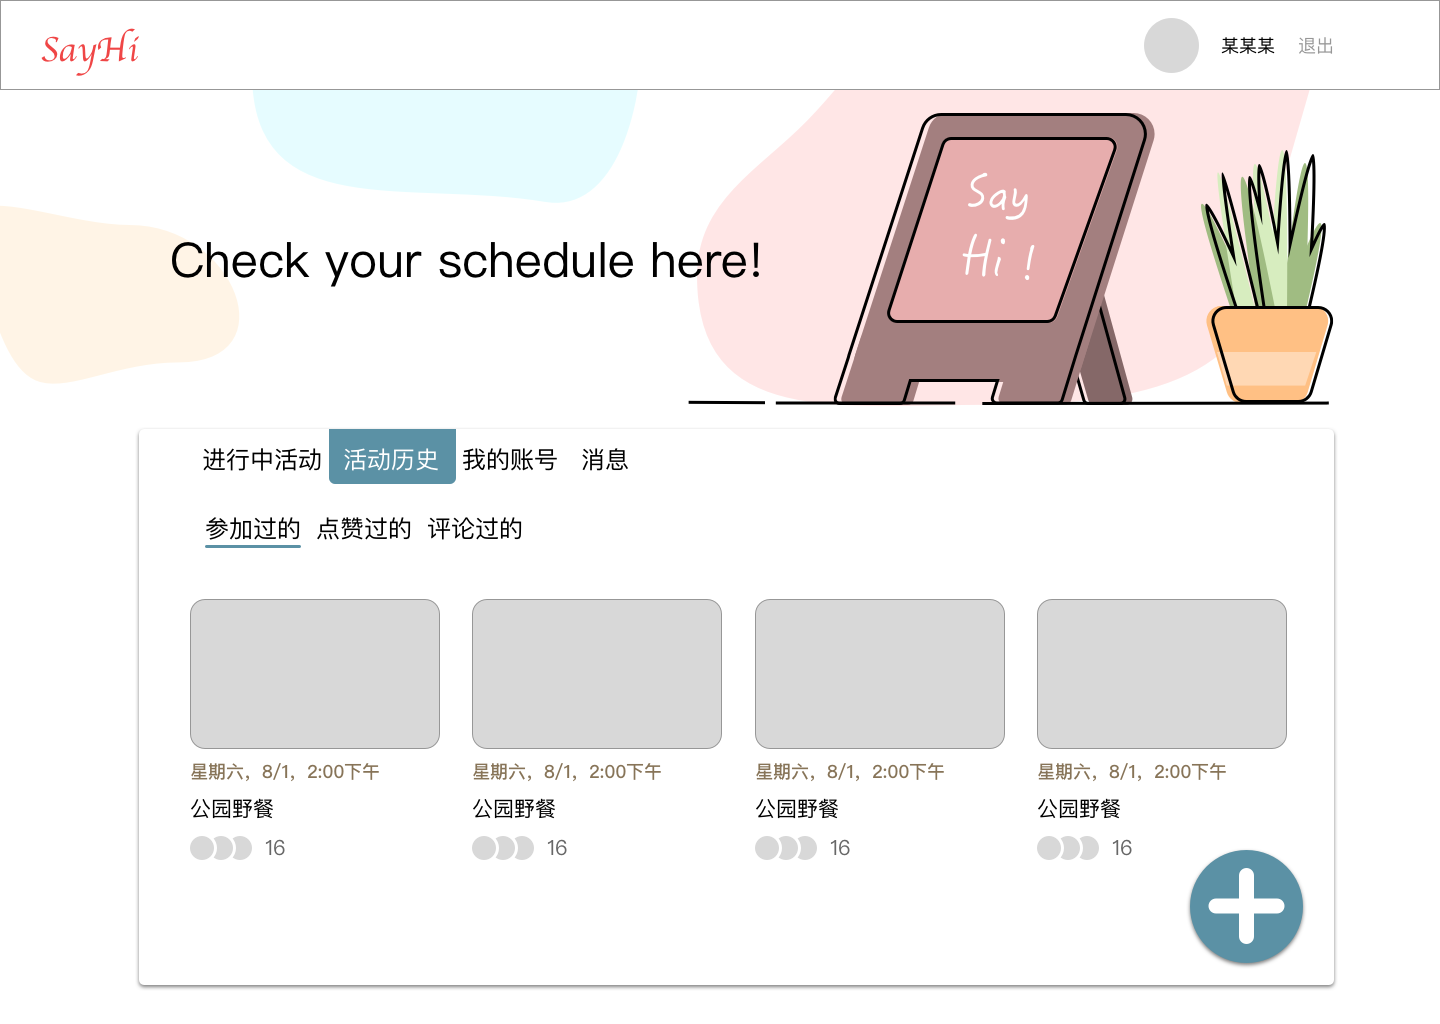 SayHi
某某某 退出
Say
Hi !
Check your schedule here!
进行中活动 活动历史 我的账号 消息
参加过的 点赞过的 评论过的
星期六，8/1，2:00下午 星期六，8/1，2:00下午 星期六，8/1，2:00下午 星期六，8/1，2:00下午
公园野餐 公园野餐 公园野餐 公园野餐
16 16 16 16